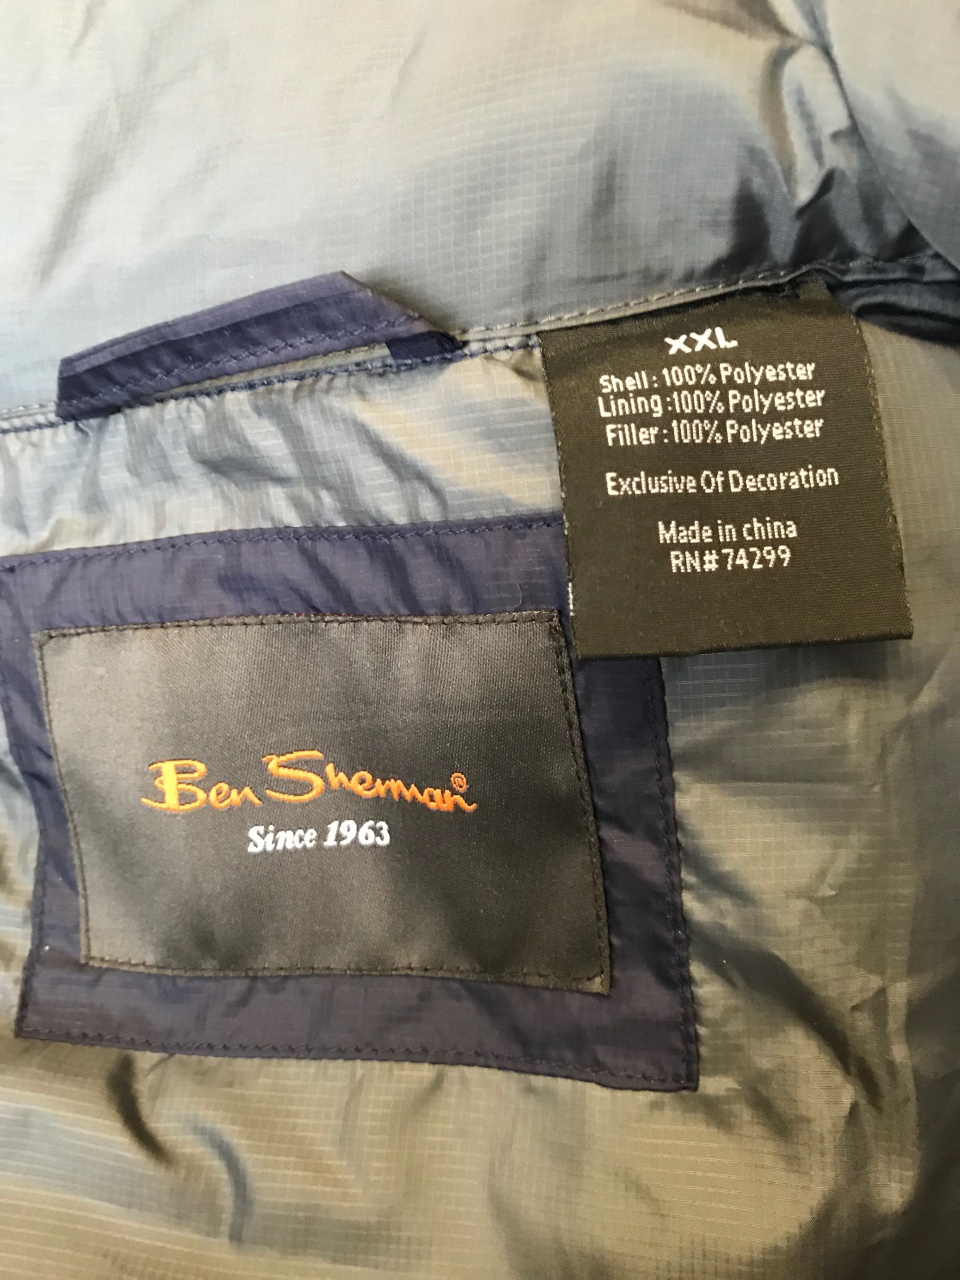 XXL
Shell: 100% Polyester
Lining: 100% Polyester
Filler: 100% Polyester
Exclusive Of Decoration
Made in china
RN#74299
Ben Sherman®
Since 1963